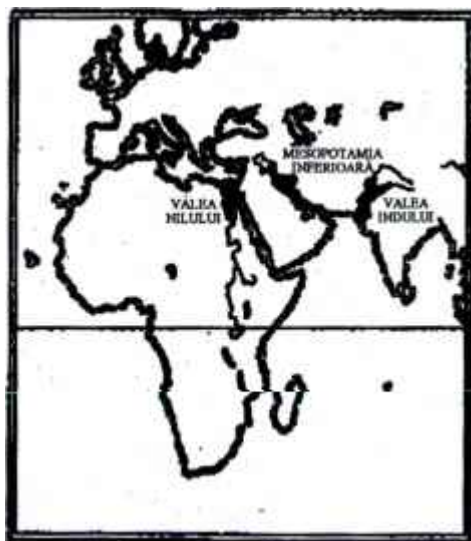 MESOPOTAMIA
INFERIOARĂ
VALEA
NILULUI
VALEA
INDULUI